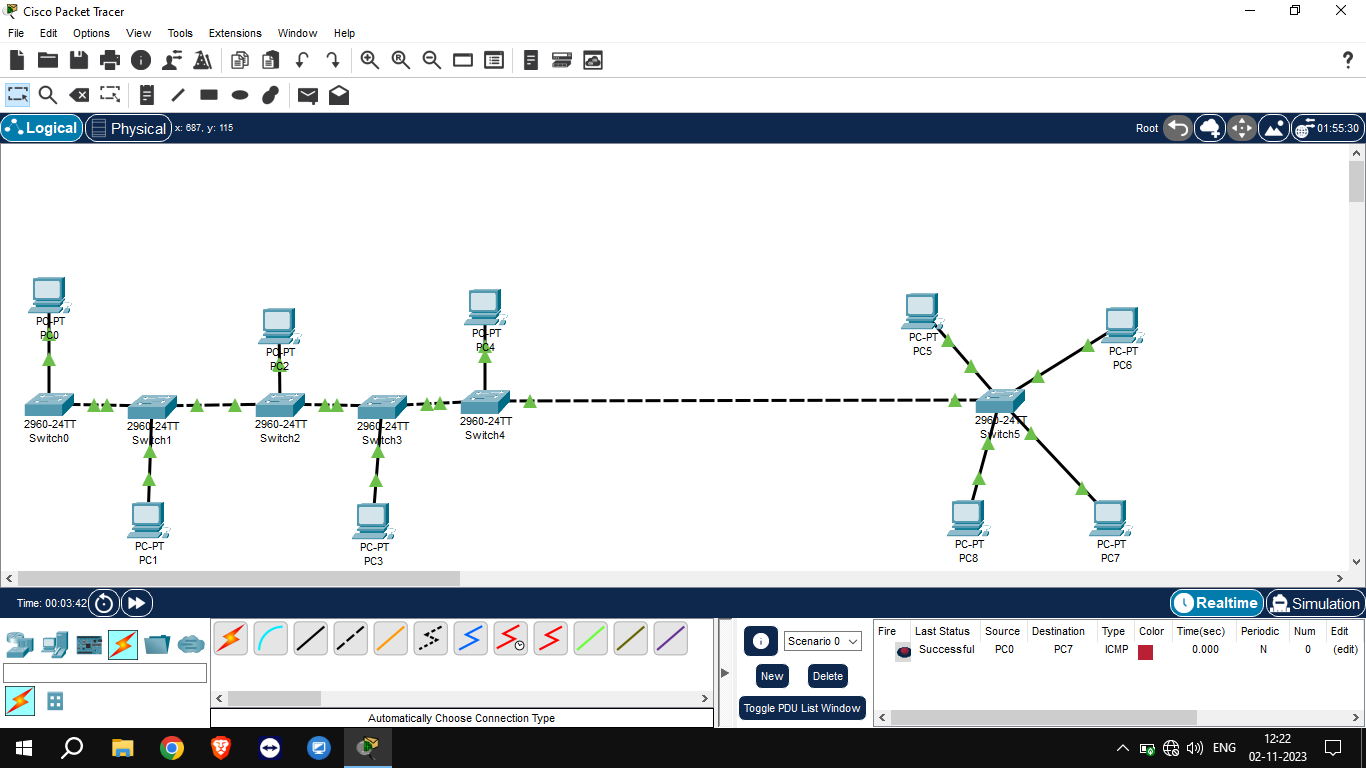 Cisco Packet Tracer
File Edit Options View Tools Extensions Window Help
Logical Physical x: 687, y: 115 Root 01:55:30
PC-PT
PC0
PC-PT
PC2
PC-PT
PC4
PC-PT
PC5
PC-PT
PC6
2960-24TT
Switch0
2960-24TT
Switch1
2960-24TT
Switch2
2960-24TT
Switch3
2960-24TT
Switch4
2960-24TT
Switch5
PC-PT
PC1
PC-PT
PC3
PC-PT
PC8
PC-PT
PC7
Time: 00:03:42 Realtime Simulation
Scenario 0
New Delete
Toggle PDU List Window
Automatically Choose Connection Type
Fire Last Status Source Destination Type Color Time(sec) Periodic Num Edit
Successful PC0 PC7 ICMP 0.000 N 0 (edit)
ENG 12:22
02-11-2023